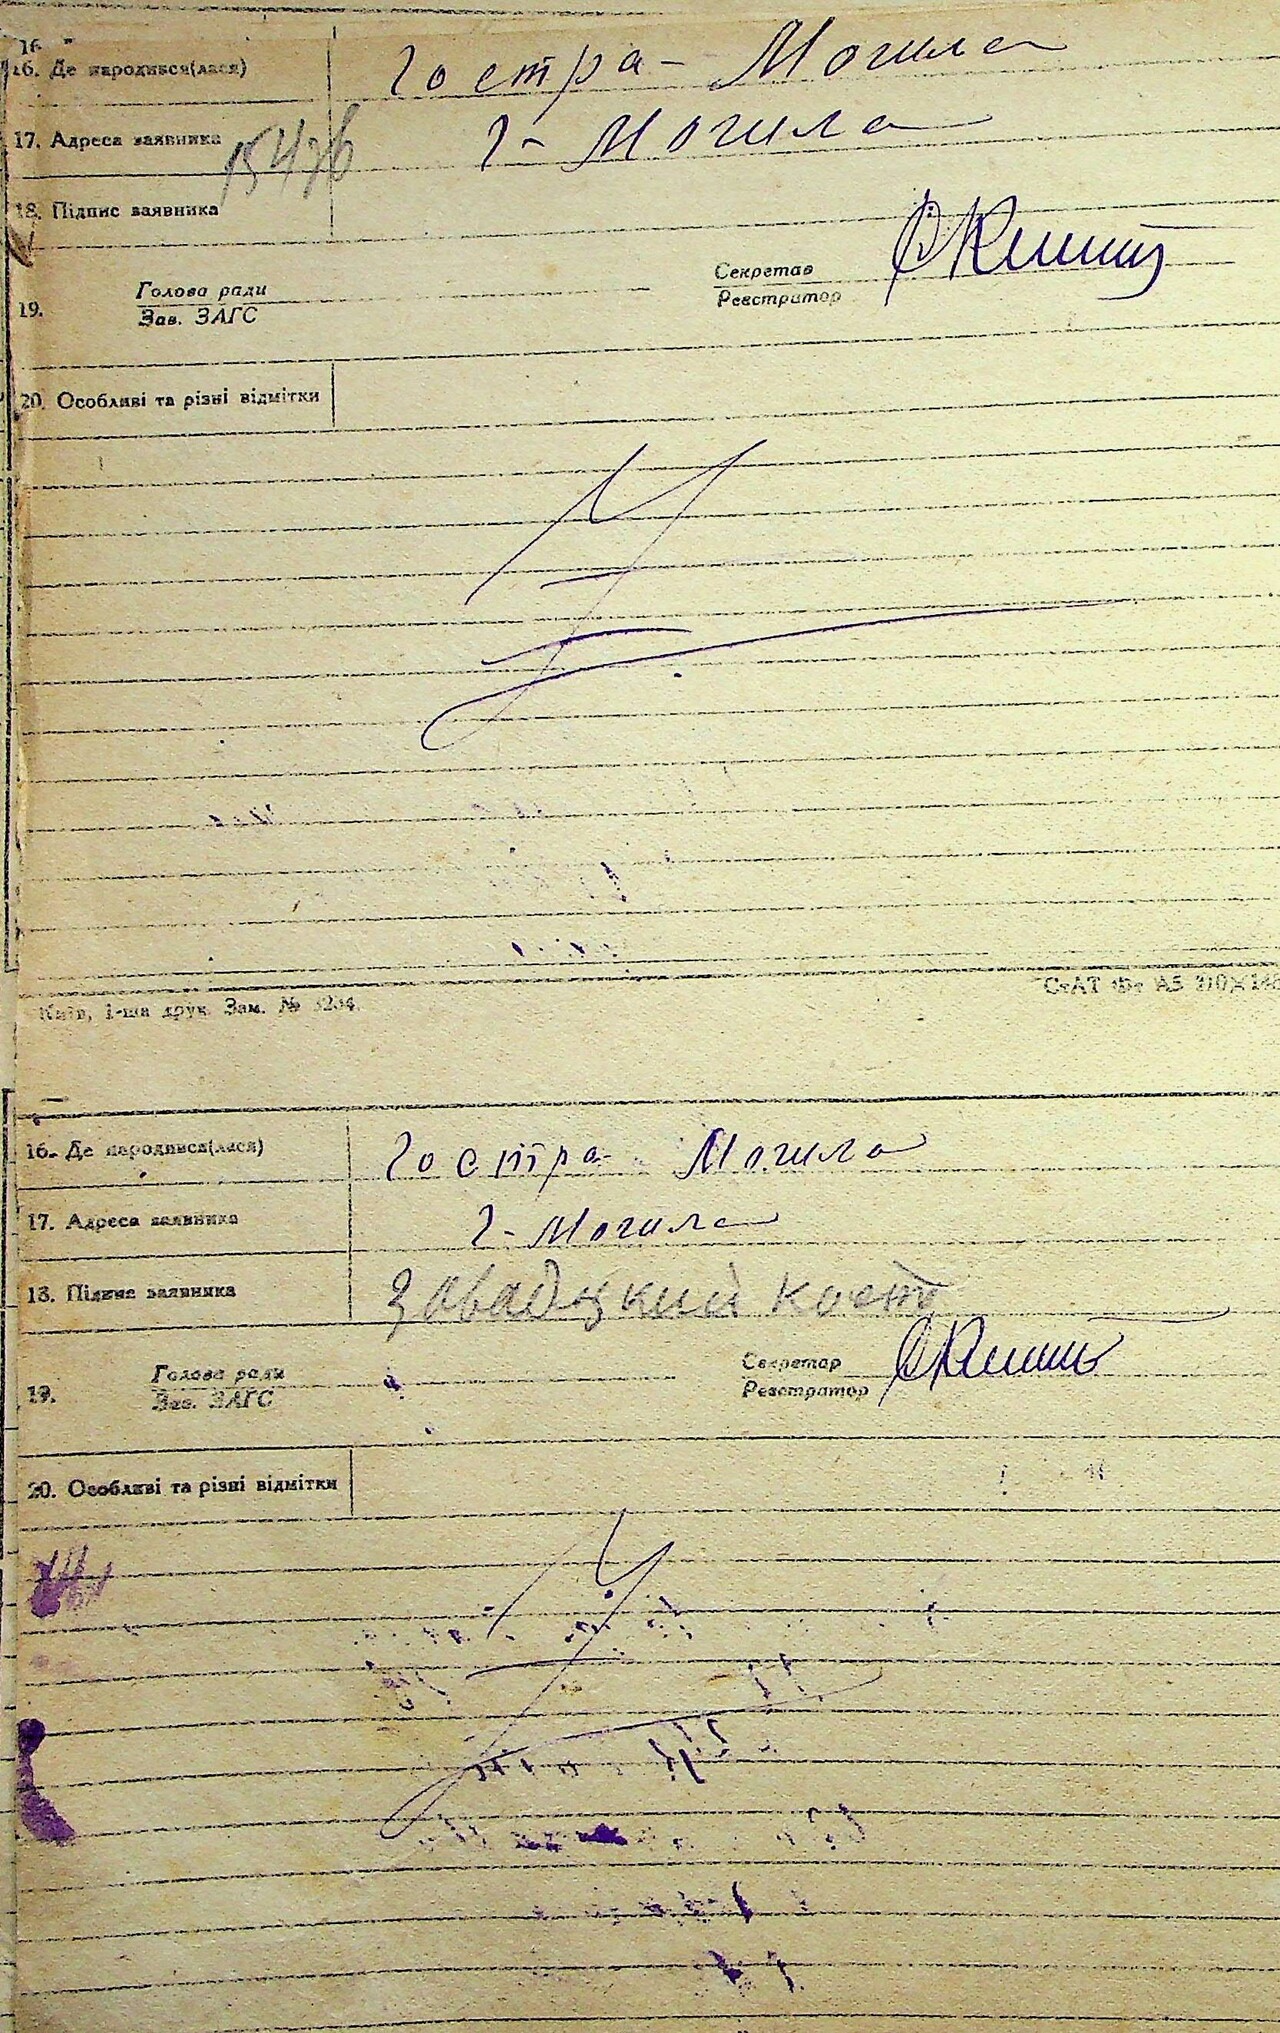 16.
16. Де народився(лася) Гостра-Могила
17. Адреса заявника Г-Могила
18. Підпис заявника
Голова ради Секретар
19. Зав. ЗАГС Реєстратор
20. Особливі та різні відмітки
Київ, 1-ша друк. Зам. № 3234.
16. Де народився(лася) Гостра-Могила
17. Адреса заявника Г-Могила
18. Підпис заявника Завадцкий Кост
Голова ради Секретар
19. Зав. ЗАГС Реєстратор
20. Особливі та різні відмітки